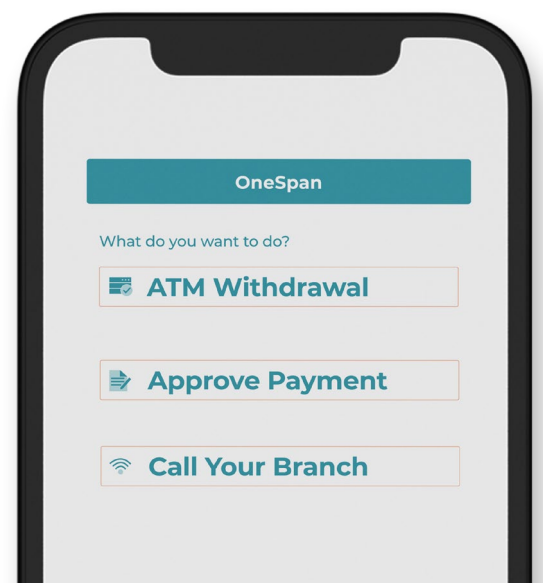 OneSpan
What do you want to do?
ATM Withdrawal
Approve Payment
Call Your Branch